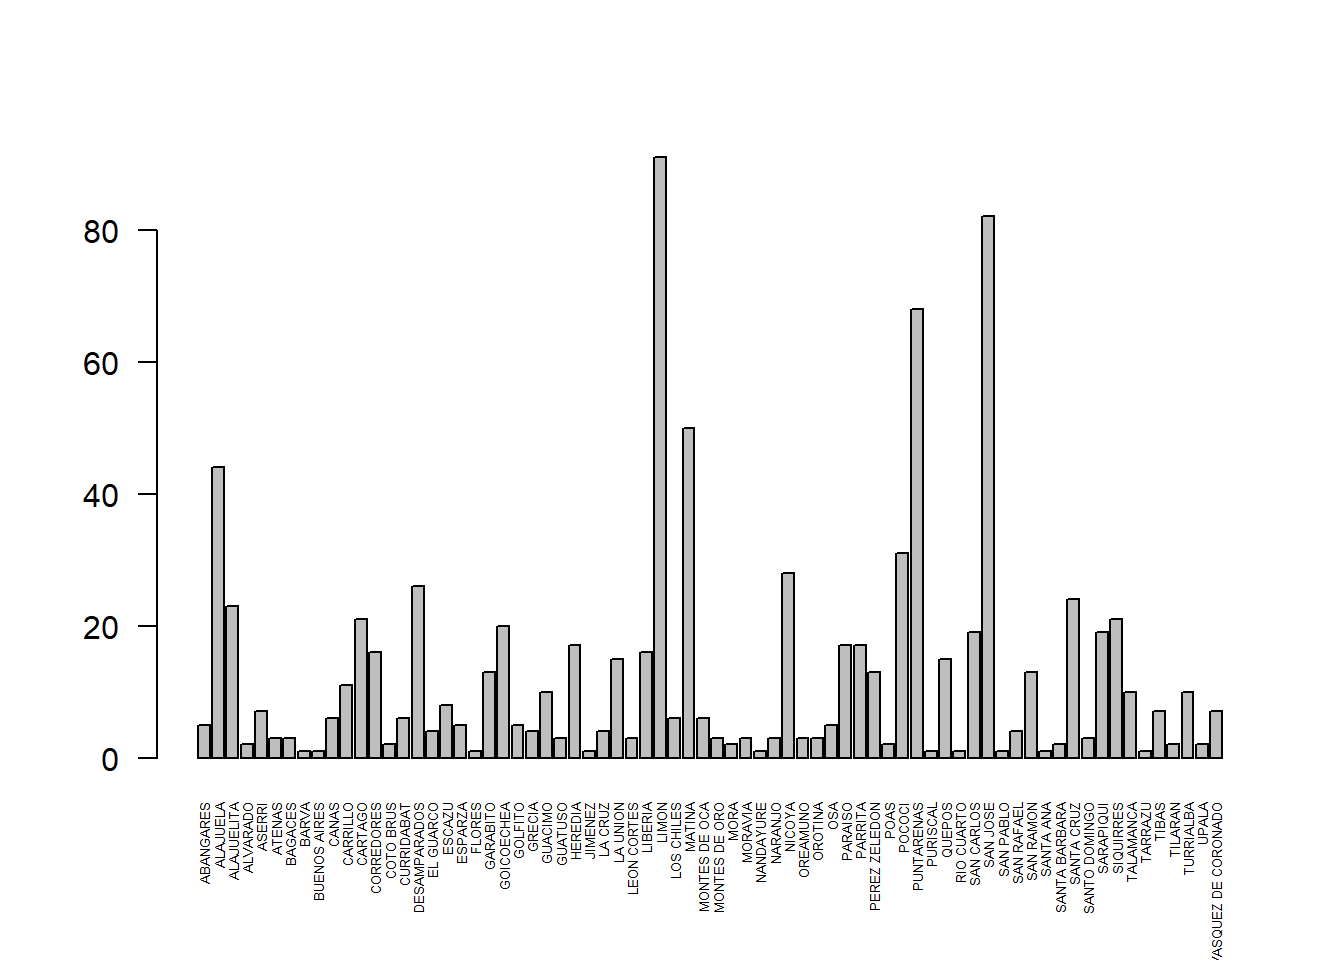 80
60
40
20
0
ABANGARES
ALAJUELA
ALAJUELITA
ALVARADO
ASERRI
ATENAS
BAGACES
BARVA
BUENOS AIRES
CANAS
CARRILLO
CARTAGO
CORREDORES
COTO BRUS
CURRIDABAT
DESAMPARADOS
EL GUARCO
ESCAZU
ESPARZA
FLORES
GARABITO
GOICOECHEA
GOLFITO
GRECIA
GUACIMO
GUATUSO
HEREDIA
JIMENEZ
LA CRUZ
LA UNION
LEON CORTES
LIBERIA
LIMON
LOS CHILES
MATINA
MONTES DE OCA
MONTES DE ORO
MORA
MORAVIA
NANDAYURE
NARANJO
NICOYA
OREAMUNO
OROTINA
OSA
PARAISO
PARRITA
PEREZ ZELEDON
POAS
POCOCI
PUNTARENAS
PURISCAL
QUEPOS
RIO CUARTO
SAN CARLOS
SAN JOSE
SAN PABLO
SAN RAFAEL
SAN RAMON
SANTA ANA
SANTA BARBARA
SANTA CRUZ
SANTO DOMINGO
SARAPIQUI
SIQUIRRES
TALAMANCA
TARRAZU
TIBAS
TILARAN
TURRIALBA
UPALA
VASQUEZ DE CORONADO